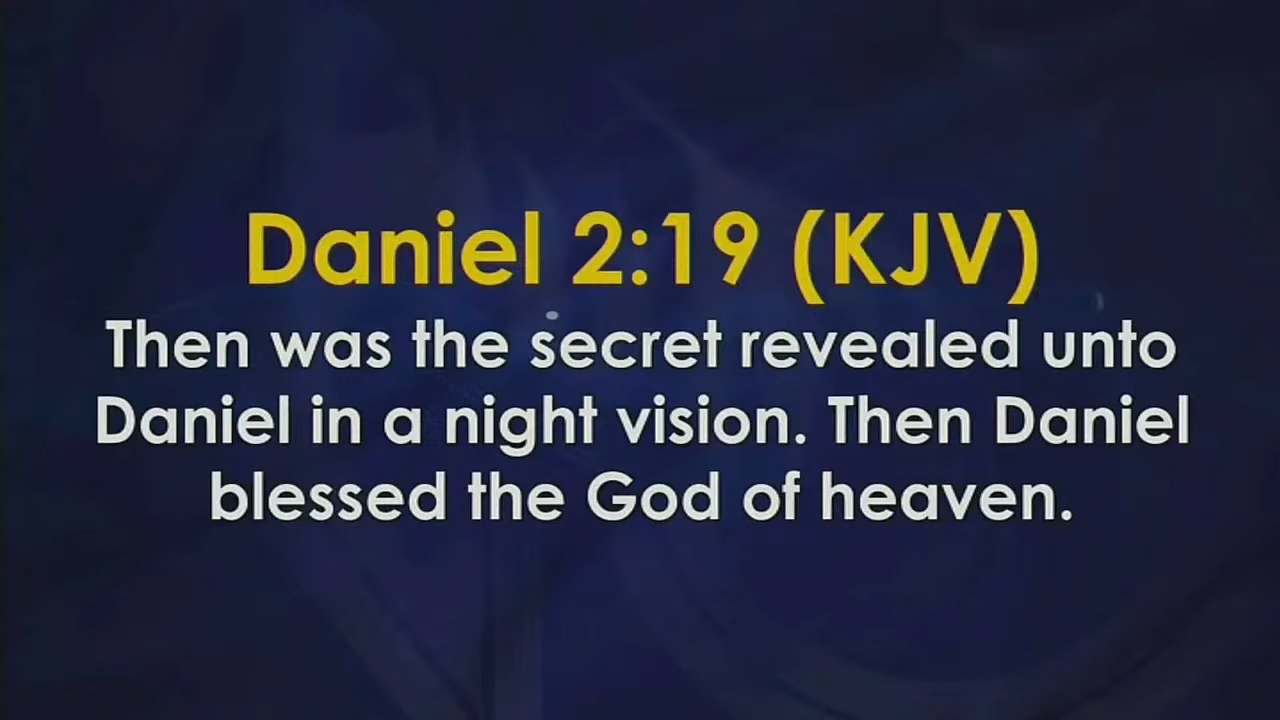 Daniel 2:19 (KJV)
Then was the secret revealed unto
Daniel in a night vision. Then Daniel
blessed the God of heaven.